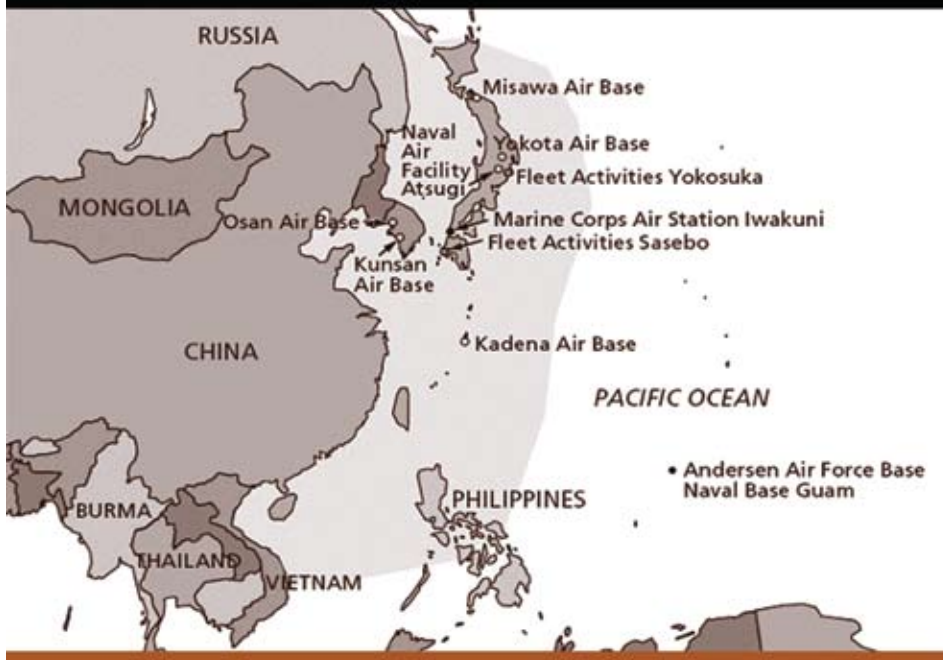 RUSSIA
Misawa Air Base
Naval
Air
Facility
Atsugi
Yokota Air Base
Fleet Activities Yokosuka
MONGOLIA
Osan Air Base
Marine Corps Air Station Iwakuni
Fleet Activities Sasebo
Kunsan
Air Base
CHINA
Kadena Air Base
PACIFIC OCEAN
Andersen Air Force Base
Naval Base Guam
PHILIPPINES
BURMA
THAILAND
VIETNAM